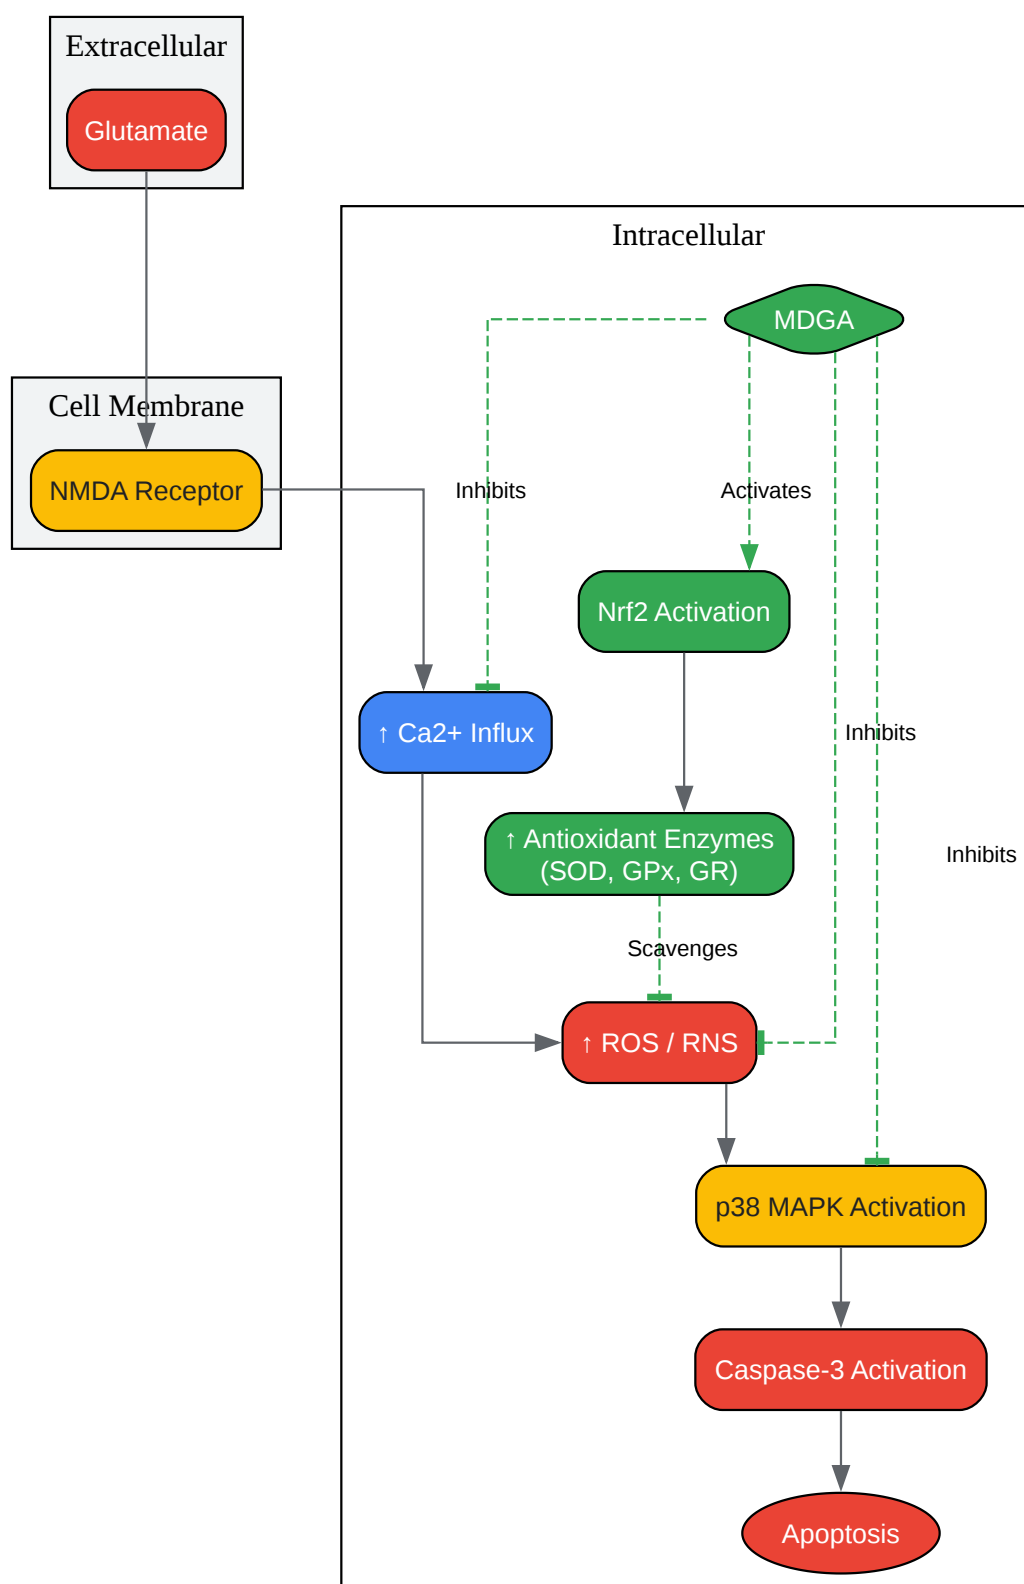 Extracellular
Glutamate
Intracellular
MDGA
Cell Membrane
NMDA Receptor
Inhibits
Activates
Nrf2 Activation
↑ Ca2+ Influx
Inhibits
↑ Antioxidant Enzymes
(SOD, GPx, GR)
Inhibits
Scavenges
↑ ROS / RNS
p38 MAPK Activation
Caspase-3 Activation
Apoptosis